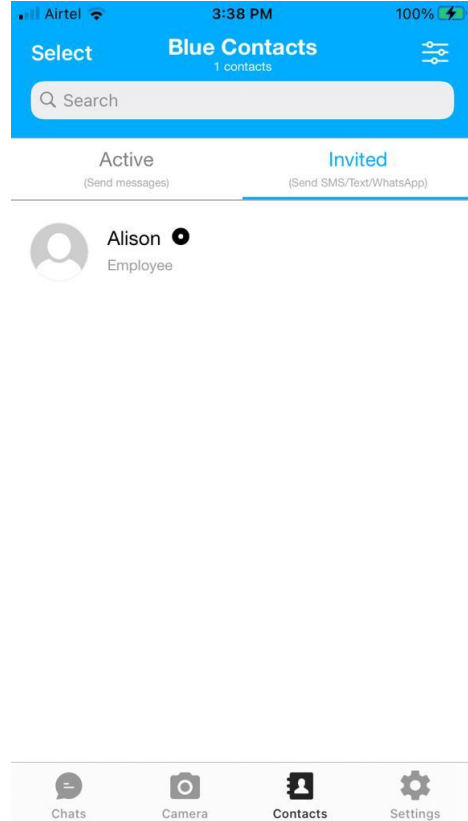 Airtel 3:38 PM 100%
Select Blue Contacts
1 contacts
Search
Active Invited
(Send messages) (Send SMS/Text/WhatsApp)
Alison
Employee
Chats Camera Contacts Settings